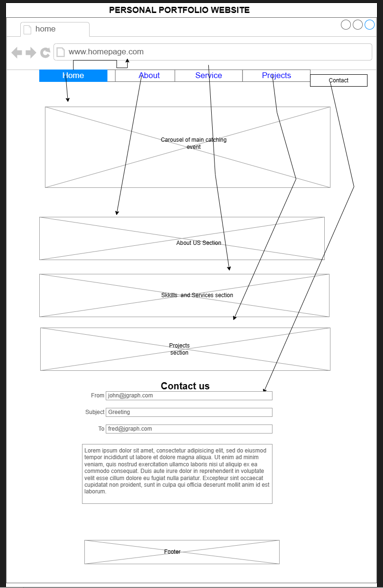 PERSONAL PORTFOLIO WEBSITE
home
www.homepage.com
Home About Service Projects Contact
Carousel of main catching
event
About US Section
Skkills and Services section
Projects
section
Contact us
From john@jgraph.com
Subject Greeting
To fred@jgraph.com
Lorem ipsum dolor sit amet, consectetur adipisicing elit, sed do eiusmod
tempor incididunt ut labore et dolore magna aliqua. Ut enim ad minim
veniam, quis nostrud exercitation ullamco laboris nisi ut aliquip ex ea
commodo consequat. Duis aute irure dolor in reprehenderit in voluptate
velit esse cillum dolore eu fugiat nulla pariatur. Excepteur sint occaecat
cupidatat non proident, sunt in culpa qui officia deserunt mollit anim id est
laborum.
Footer